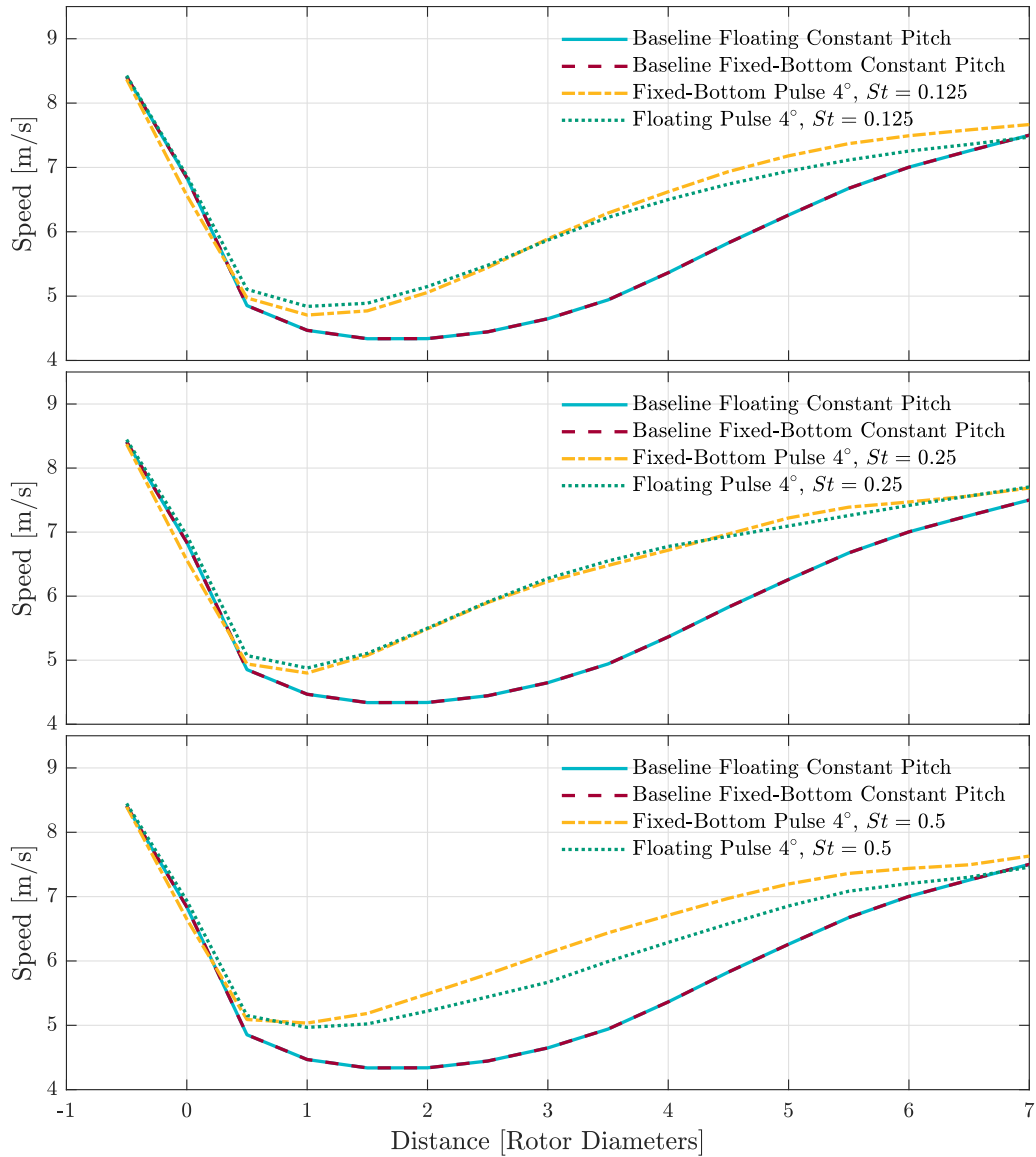 9
8
7
6
5
4
Speed [m/s]
Baseline Floating Constant Pitch
Baseline Fixed-Bottom Constant Pitch
Fixed-Bottom Pulse 4°, St = 0.125
Floating Pulse 4°, St = 0.125
9
8
7
6
5
4
Speed [m/s]
Baseline Floating Constant Pitch
Baseline Fixed-Bottom Constant Pitch
Fixed-Bottom Pulse 4°, St = 0.25
Floating Pulse 4°, St = 0.25
9
8
7
6
5
4
Speed [m/s]
Baseline Floating Constant Pitch
Baseline Fixed-Bottom Constant Pitch
Fixed-Bottom Pulse 4°, St = 0.5
Floating Pulse 4°, St = 0.5
-1 0 1 2 3 4 5 6 7
Distance [Rotor Diameters]